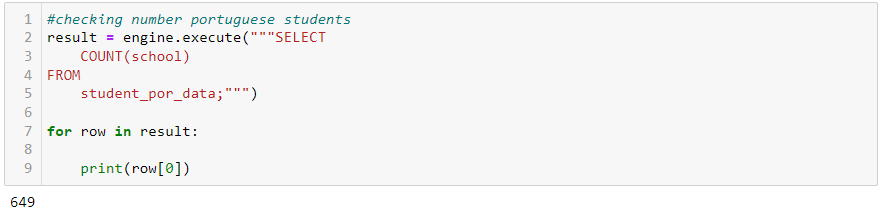 1 #checking number portuguese students
2 result = engine.execute("""SELECT
3     COUNT(school)
4 FROM
5     student_por_data;""")
6
7 for row in result:
8
9     print(row[0])
649